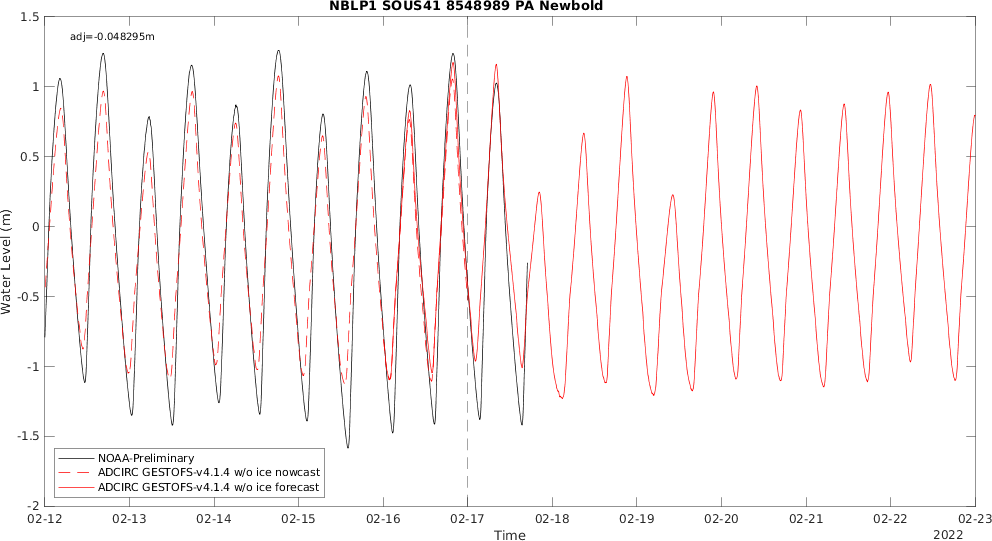 NBLP1 SOUS41 8548989 PA Newbold
adj=-0.048295m
1.5
1
0.5
0
-0.5
-1
-1.5
-2
Water Level (m)
NOAA-Preliminary
ADCIRC GESTOFS-v4.1.4 w/o ice nowcast
ADCIRC GESTOFS-v4.1.4 w/o ice forecast
02-12 02-13 02-14 02-15 02-16 02-17 02-18 02-19 02-20 02-21 02-22 02-23
Time
2022